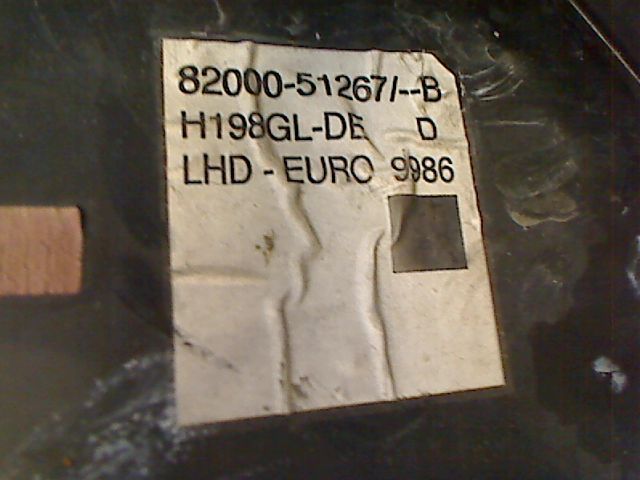 82000-51267/--B
H198GL-DE D
LHD - EURO 9986